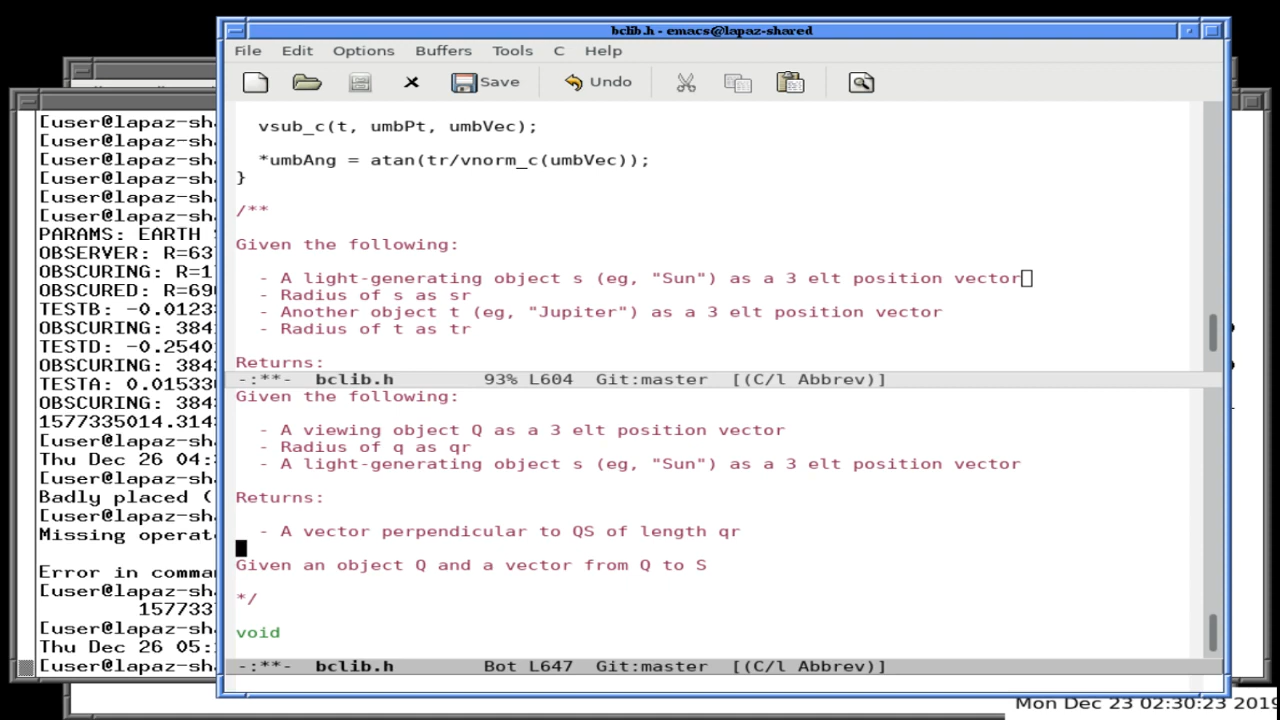 bclib.h - emacs@lapaz-shared
File Edit Options Buffers Tools C Help
Save Undo
vsub_c(t, umbPt, umbVec);
*umbAng = atan(tr/vnorm_c(umbVec));
}
/**
Given the following:
- A light-generating object s (eg, "Sun") as a 3 elt position vector
- Radius of s as sr
- Another object t (eg, "Jupiter") as a 3 elt position vector
- Radius of t as tr
Returns:
-:**- bclib.h 93% L604 Git:master [(C/l Abbrev)]
Given the following:
- A viewing object Q as a 3 elt position vector
- Radius of q as qr
- A light-generating object s (eg, "Sun") as a 3 elt position vector
Returns:
- A vector perpendicular to QS of length qr
Given an object Q and a vector from Q to S
*/
void
-:**- bclib.h Bot L647 Git:master [(C/l Abbrev)]
[user@lapaz-sh
[user@lapaz-sh
[user@lapaz-sh
[user@lapaz-sh
[user@lapaz-sh
[user@lapaz-sh
PARAMS: EARTH
OBSERVER: R=63
OBSCURING: R=1
OBSCURED: R=69
TESTB: -0.0123
OBSCURING: 384
TESTD: -0.2540
OBSCURING: 384
TESTA: 0.01533
OBSCURING: 384
1577335014.314
[user@lapaz-sh
Thu Dec 26 04:
[user@lapaz-sh
Badly placed (
[user@lapaz-sh
Missing operat
Error in comma
[user@lapaz-sh
157733
[user@lapaz-sh
Thu Dec 26 05:
[user@lapaz-sh
Mon Dec 23 02:30:23 2019